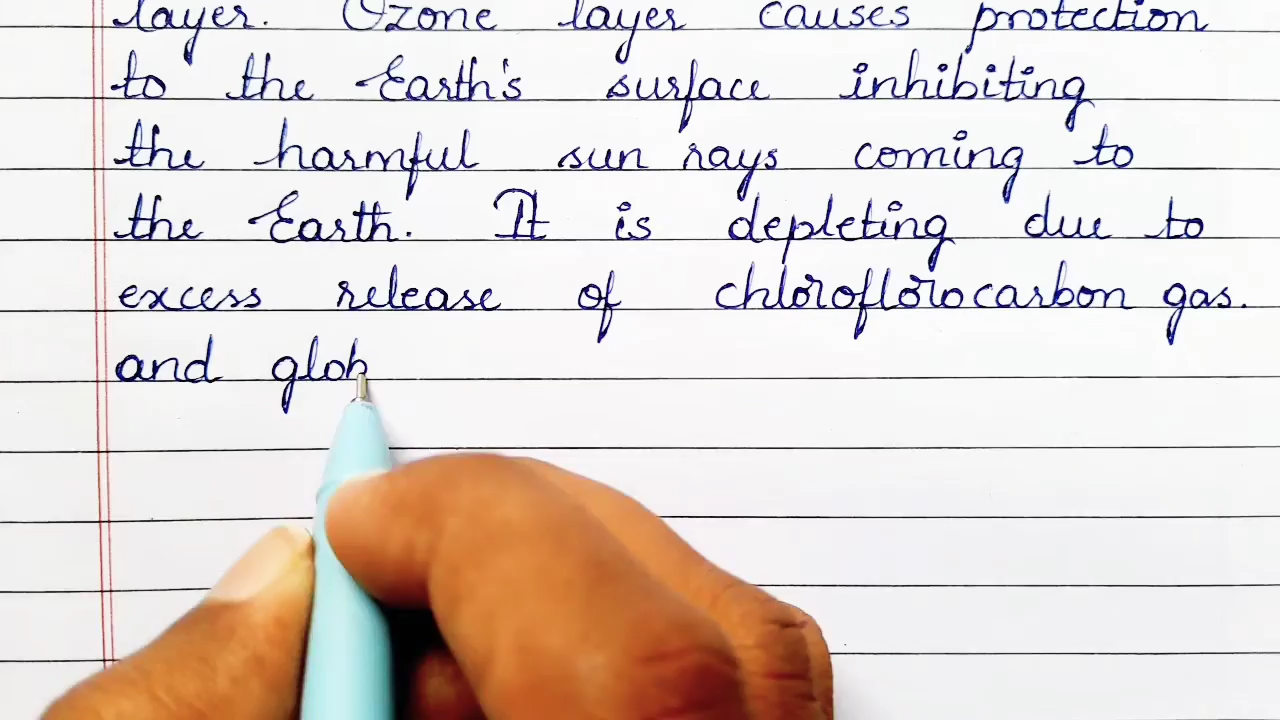 layer. Ozone layer causes protection
to the Earth's surface inhibiting
the harmful sun rays coming to
the Earth. It is depleting due to
excess release of chloroflorocarbon gas.
and glob